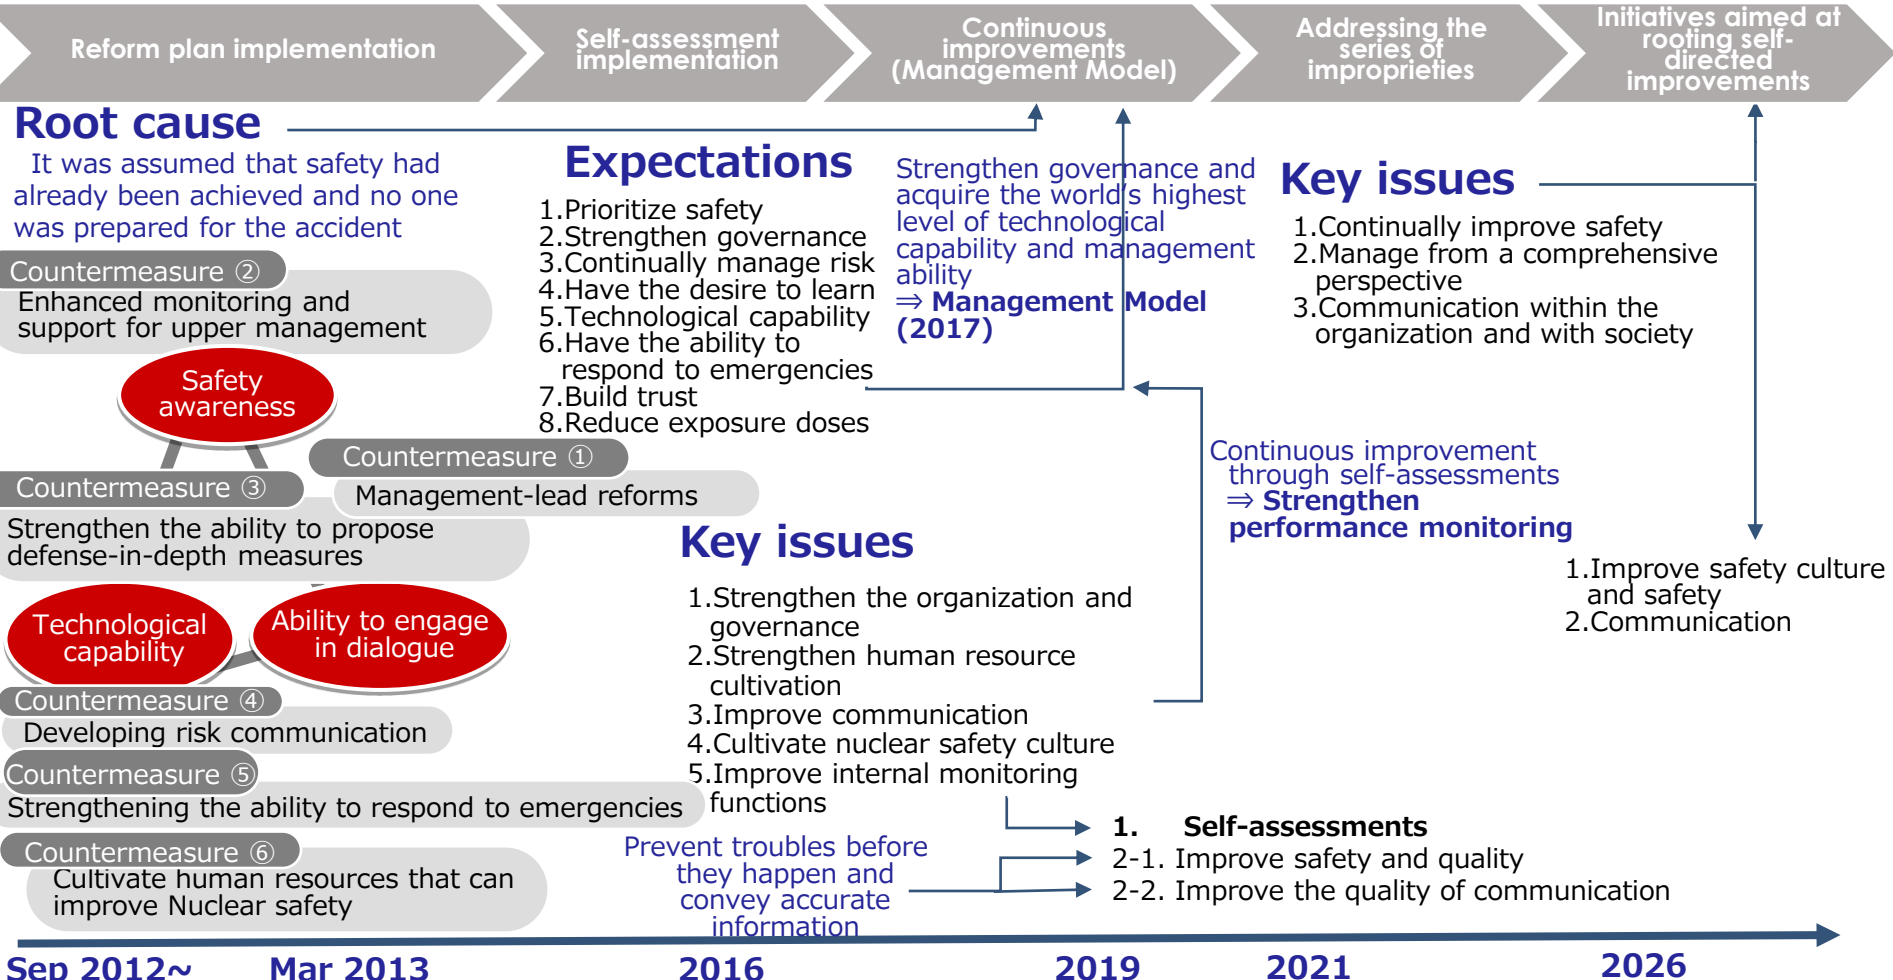 Reform plan implementation
Self-assessment
implementation
Continuous
improvements
(Management Model)
Addressing the
series of
improprieties
Initiatives aimed at
rooting self-
directed
improvements
Root cause
It was assumed that safety had
already been achieved and no one
was prepared for the accident
Countermeasure ②
Enhanced monitoring and
support for upper management
Safety
awareness
Countermeasure ①
Management-lead reforms
Countermeasure ③
Strengthen the ability to propose
defense-in-depth measures
Technological
capability
Ability to engage
in dialogue
Countermeasure ④
Developing risk communication
Countermeasure ⑤
Strengthening the ability to respond to emergencies
Countermeasure ⑥
Cultivate human resources that can
improve Nuclear safety
Expectations
1.Prioritize safety
2.Strengthen governance
3.Continually manage risk
4.Have the desire to learn
5.Technological capability
6.Have the ability to
respond to emergencies
7.Build trust
8.Reduce exposure doses
Strengthen governance and
acquire the world's highest
level of technological
capability and management
ability
⇒ Management Model
(2017)
Key issues
1.Strengthen the organization and
governance
2.Strengthen human resource
cultivation
3.Improve communication
4.Cultivate nuclear safety culture
5.Improve internal monitoring
functions
Prevent troubles before
they happen and
convey accurate
information
Key issues
1.Continually improve safety
2.Manage from a comprehensive
perspective
3.Communication within the
organization and with society
Continuous improvement
through self-assessments
⇒ Strengthen
performance monitoring
1.Improve safety culture
and safety
2.Communication
1. Self-assessments
2-1. Improve safety and quality
2-2. Improve the quality of communication
Sep 2012~ Mar 2013 2016 2019 2021 2026